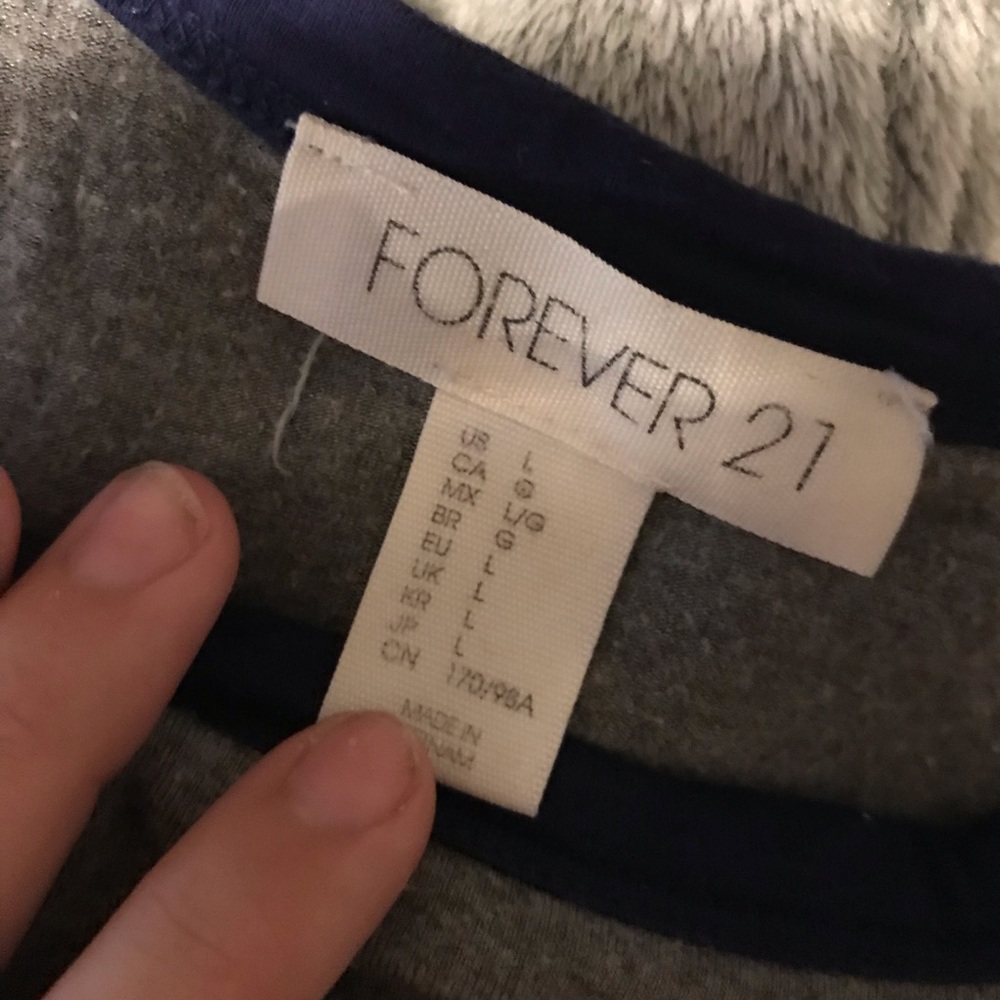 FOREVER 21
US L
CA G
MX L/G
BR G
EU L
UK L
KR L
JP L
CN 170/98A
MADE IN